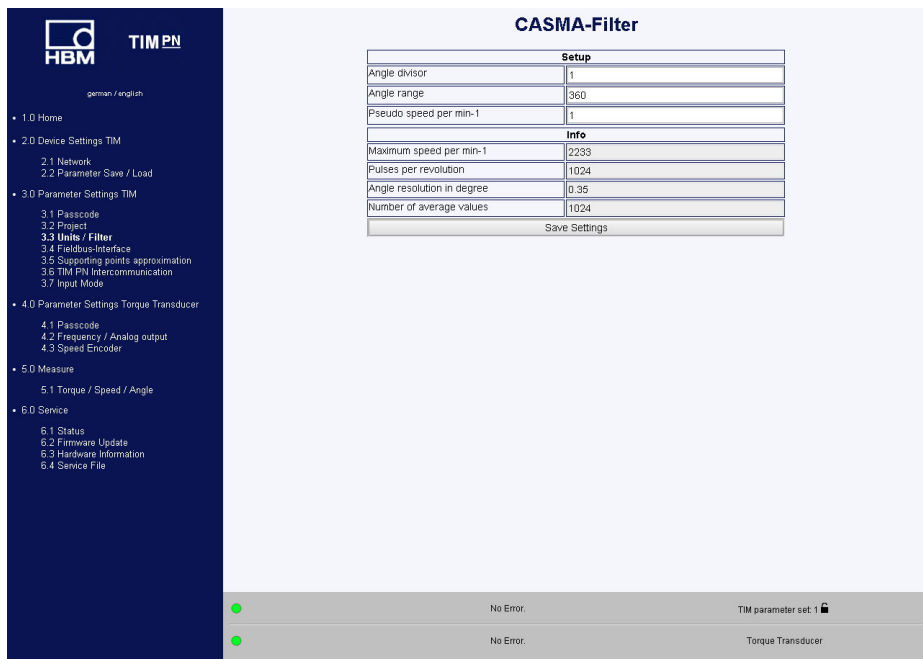 HBM
TIM PN
german / english
• 1.0 Home
• 2.0 Device Settings TIM
2.1 Network
2.2 Parameter Save / Load
• 3.0 Parameter Settings TIM
3.1 Passcode
3.2 Project
3.3 Units / Filter
3.4 Fieldbus-Interface
3.5 Supporting points approximation
3.6 TIM PN Intercommunication
3.7 Input Mode
• 4.0 Parameter Settings Torque Transducer
4.1 Passcode
4.2 Frequency / Analog output
4.3 Speed Encoder
• 5.0 Measure
5.1 Torque / Speed / Angle
• 6.0 Service
6.1 Status
6.2 Firmware Update
6.3 Hardware Information
6.4 Service File
CASMA-Filter
Setup
Angle divisor 1
Angle range 360
Pseudo speed per min-1 1
Info
Maximum speed per min-1 2233
Pulses per revolution 1024
Angle resolution in degree 0.35
Number of average values 1024
Save Settings
No Error. TIM parameter set: 1
No Error. Torque Transducer